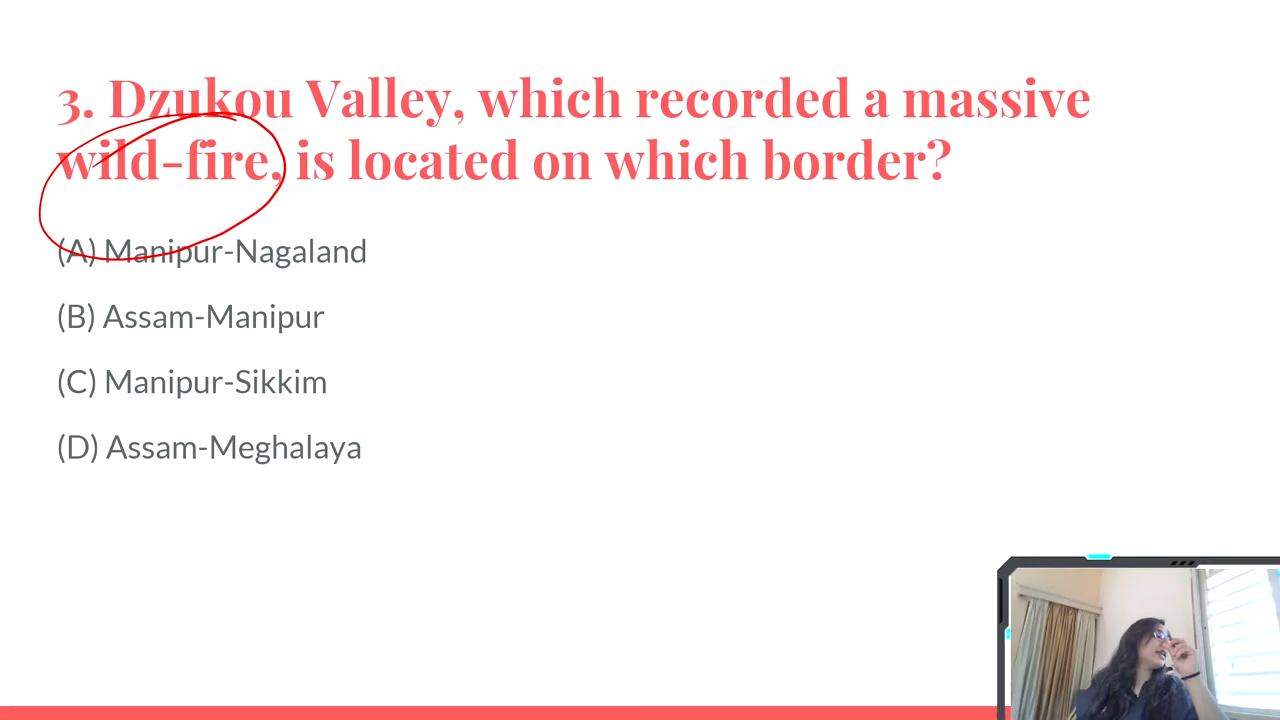 3. Dzukou Valley, which recorded a massive
wild-fire, is located on which border?
(A) Manipur-Nagaland
(B) Assam-Manipur
(C) Manipur-Sikkim
(D) Assam-Meghalaya